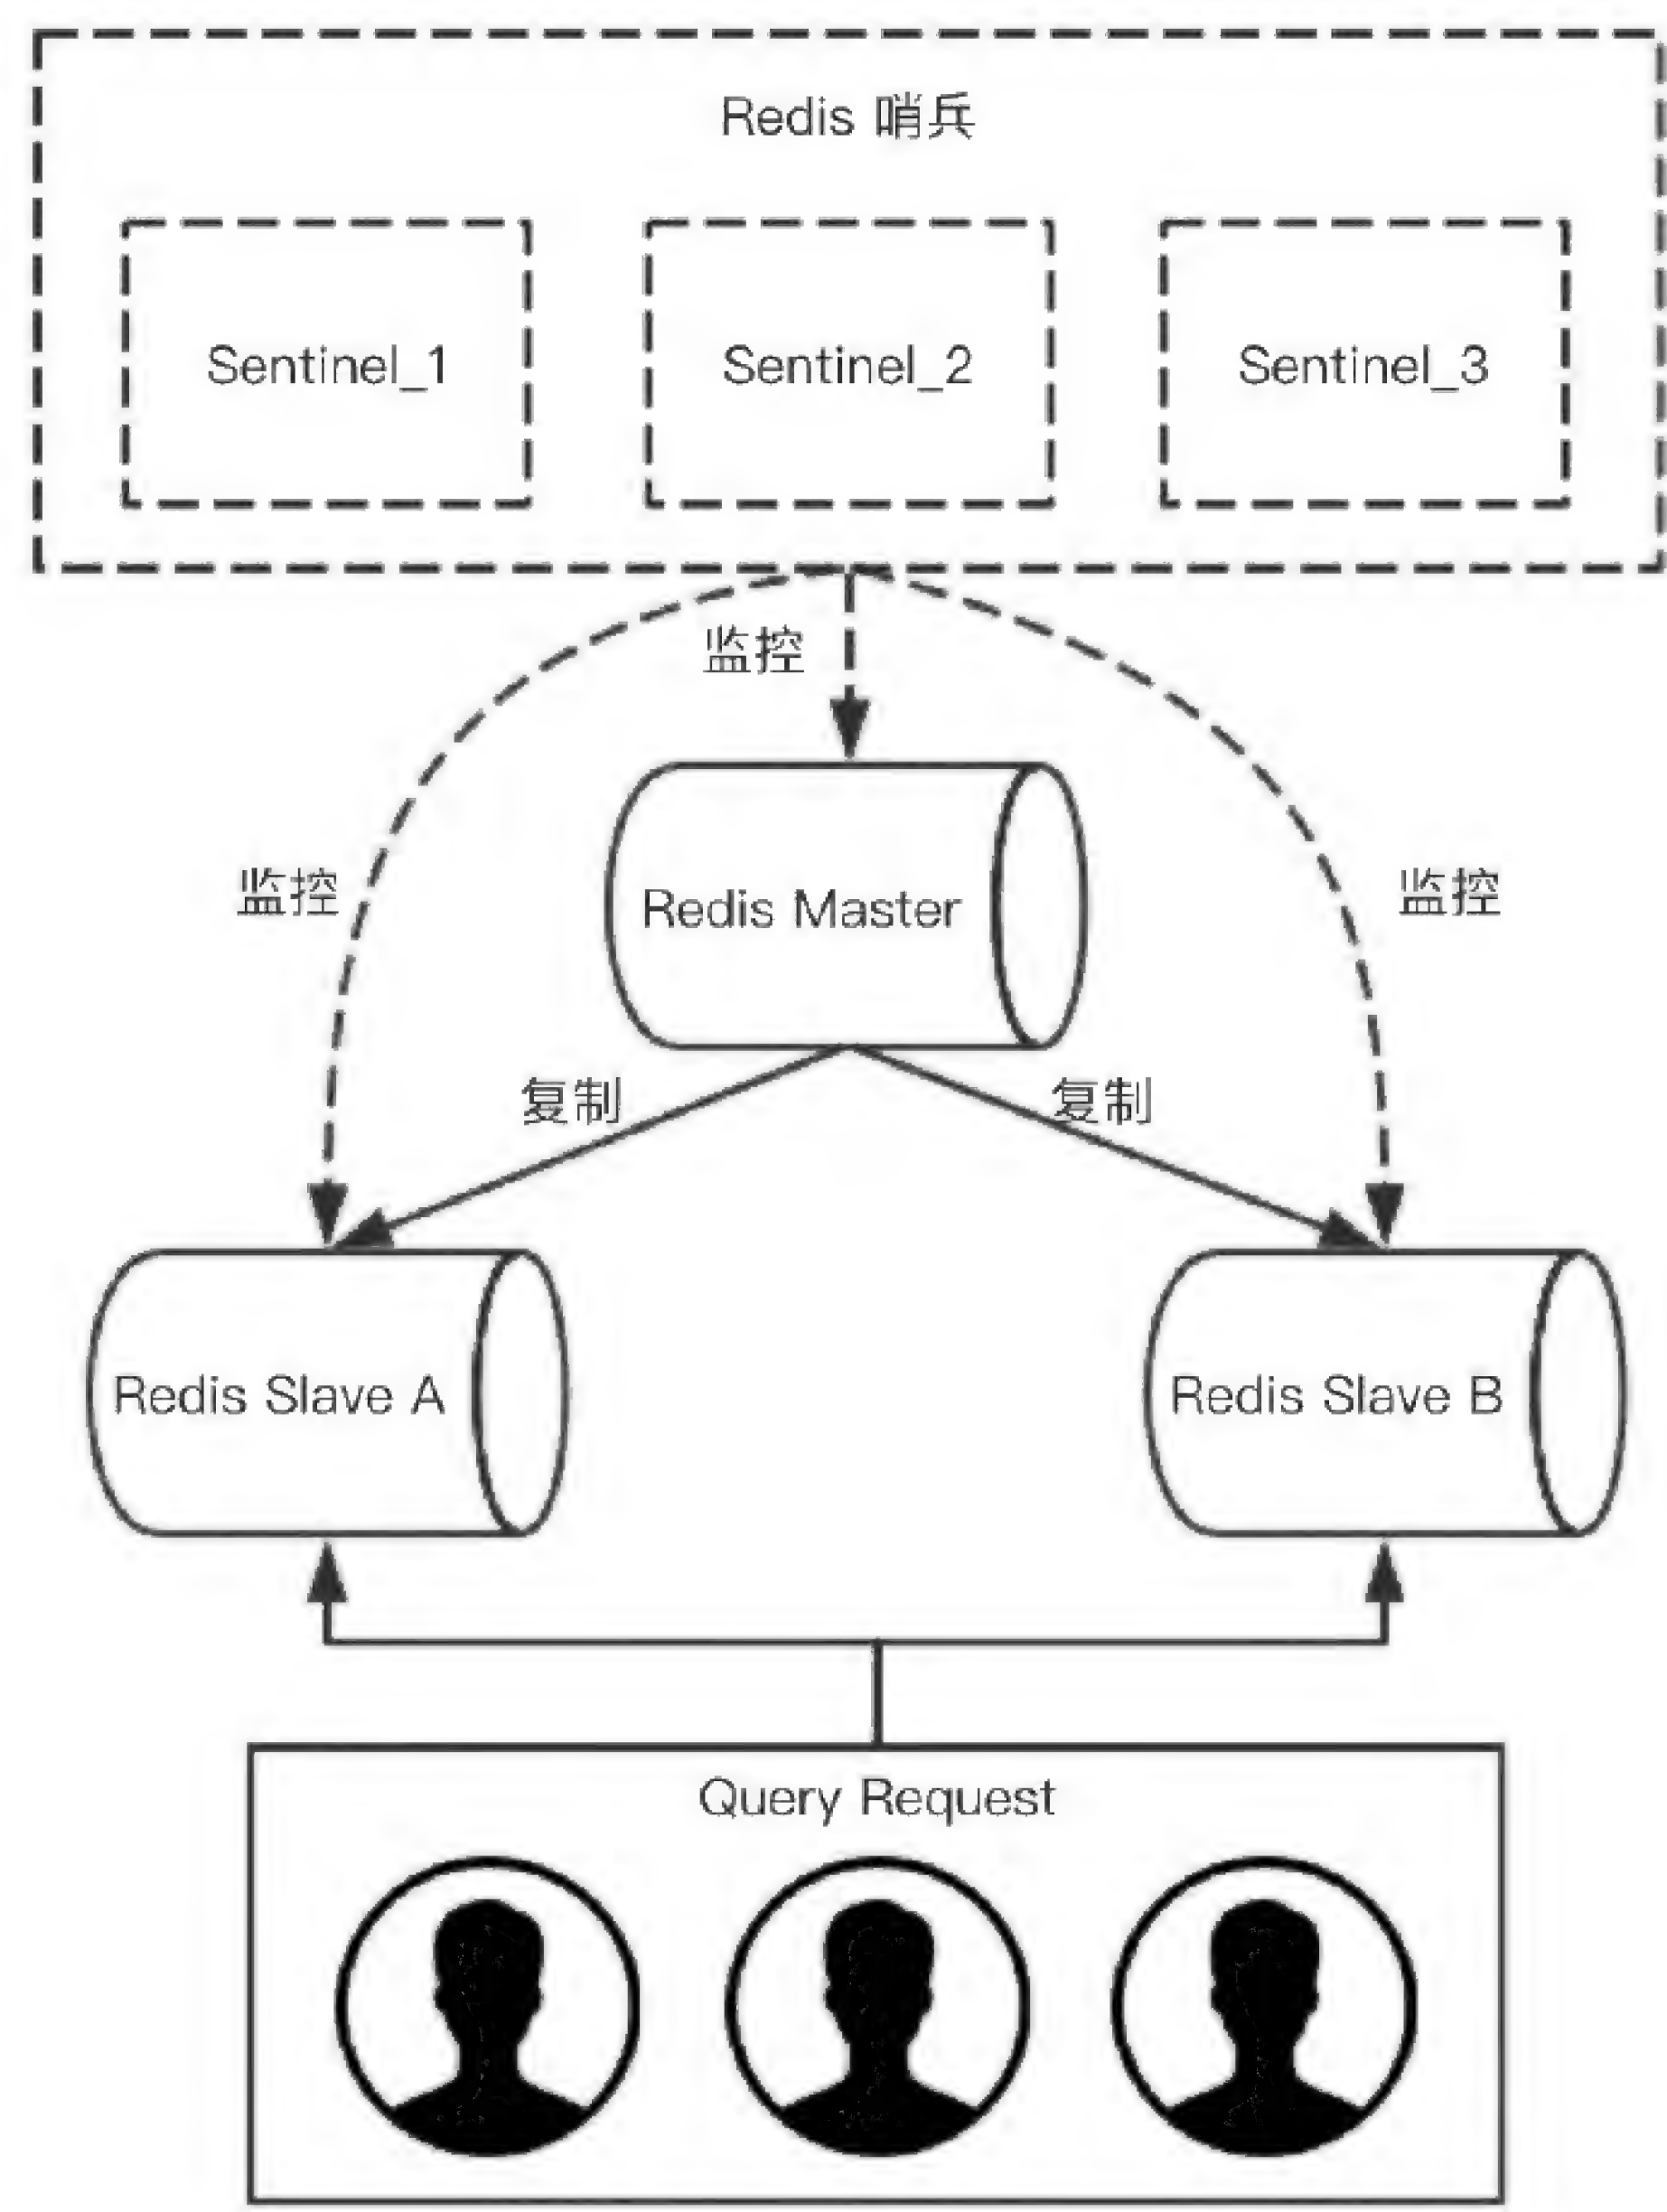 Redis 哨兵
Sentinel_1
Sentinel_2
Sentinel_3
监控
监控
监控
Redis Master
复制
复制
Redis Slave A
Redis Slave B
Query Request